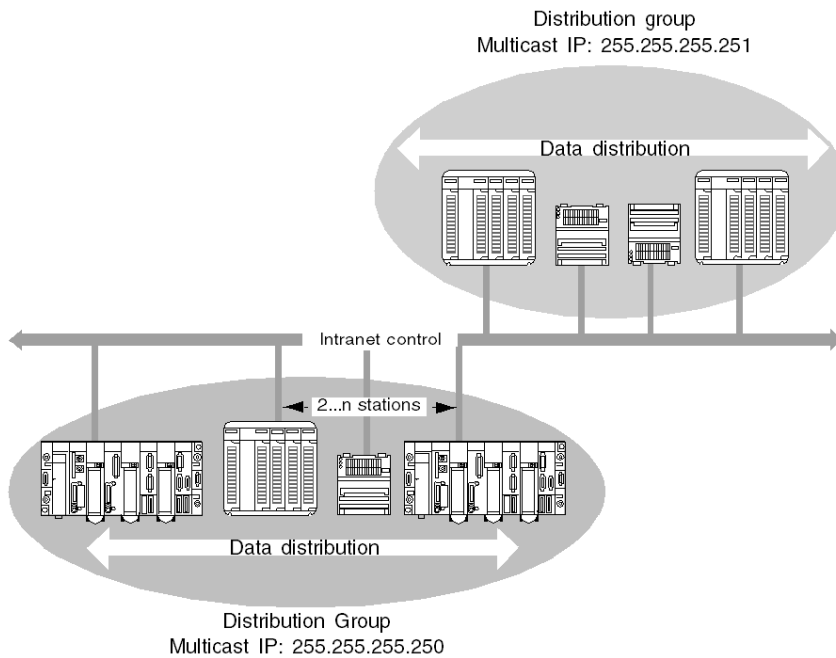 Distribution group
Multicast IP: 255.255.255.251
Data distribution
Intranet control
2...n stations
Data distribution
Distribution Group
Multicast IP: 255.255.255.250